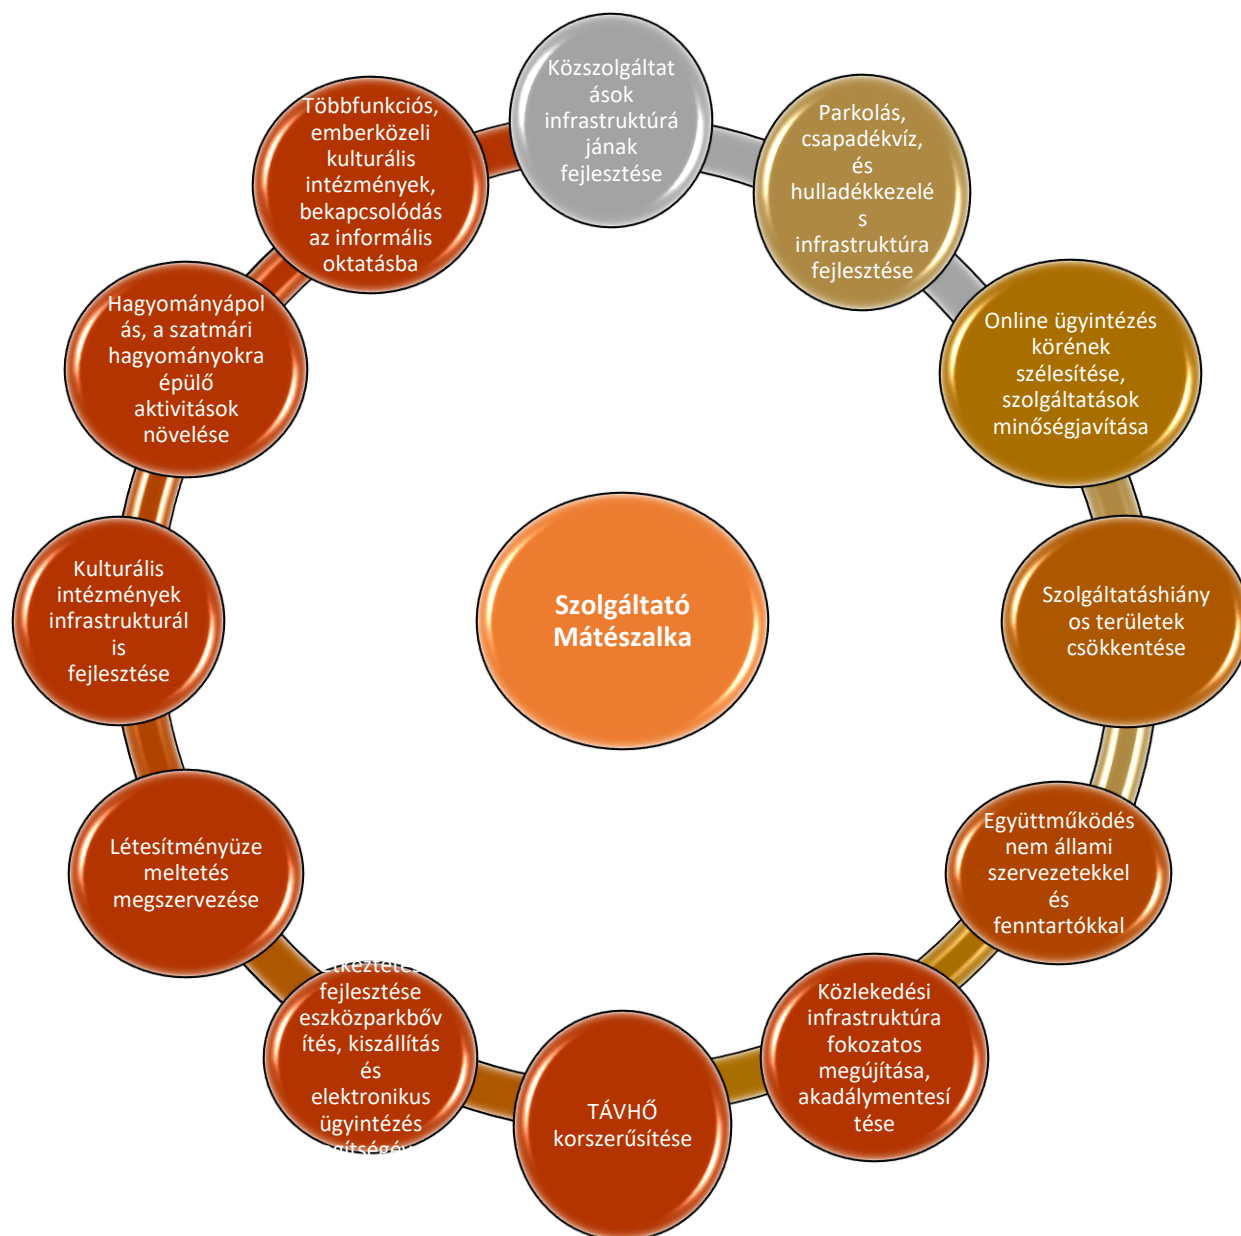 Közszolgáltat
ások
infrastruktúrá
jának
fejlesztése
Parkolás,
csapadékvíz,
és
hulladékkezelé
s
infrastruktúra
fejlesztése
Online ügyintézés
körének
szélesítése,
szolgáltatások
minőségjavítása
Szolgáltatáshiány
os területek
csökkentése
Együttműködés
nem állami
szervezetekkel
és
fenntartókkal
Közlekedési
infrastruktúra
fokozatos
megújítása,
akadálymentesí
tése
TÁVHŐ
korszerűsítése
fejlesztése
eszközparkbőv
ítés, kiszállítás
és
elektronikus
ügyintézés
Létesítményüze
meltetés
megszervezése
Kulturális
intézmények
infrastrukturál
is
fejlesztése
Hagyományápol
ás, a szatmári
hagyományokra
épülő
aktivitások
növelése
Többfunkciós,
emberközeli
kulturális
intézmények,
bekapcsolódás
az informális
oktatásba
Szolgáltató
Mátészalka